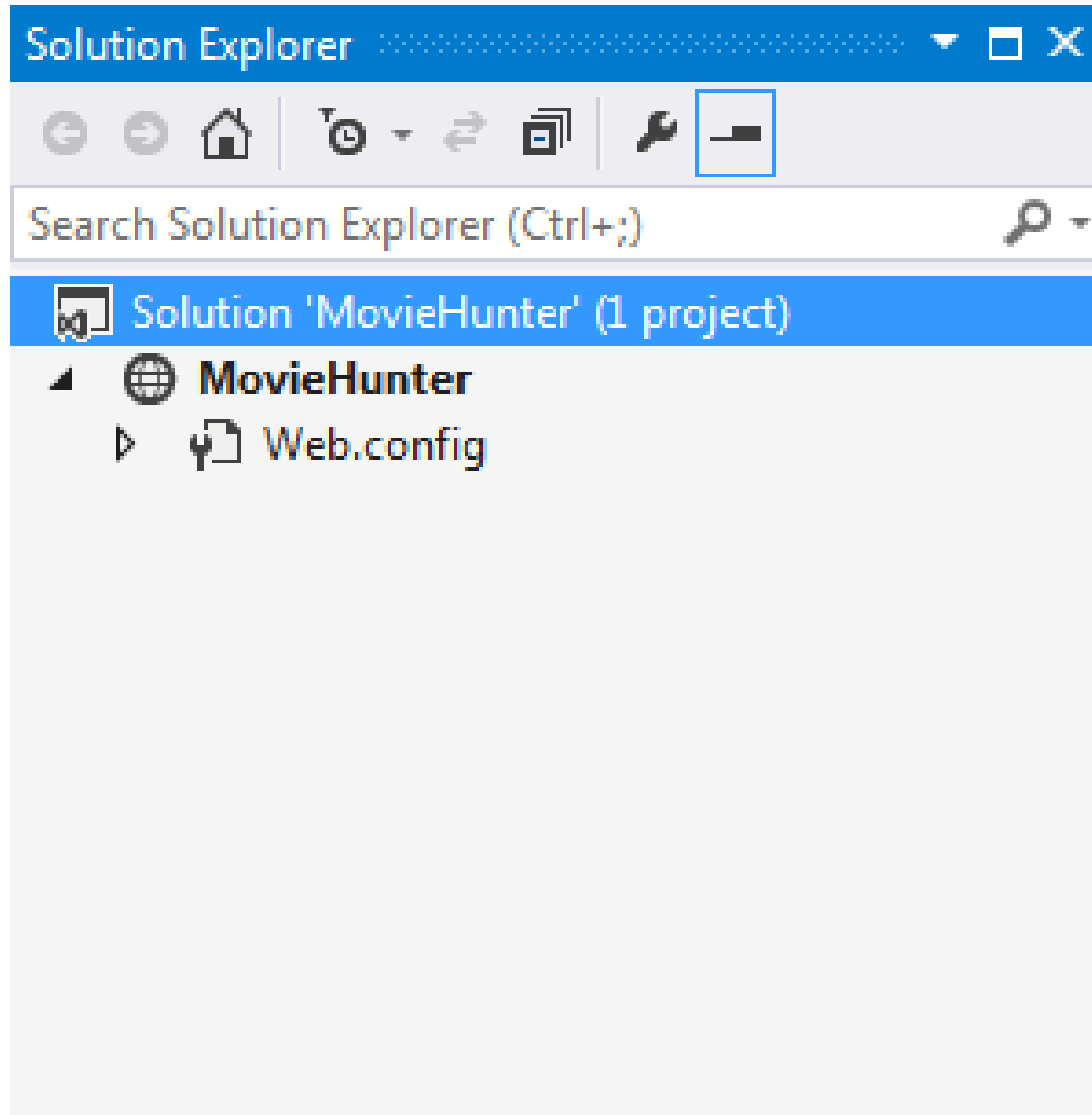 Solution Explorer
Search Solution Explorer (Ctrl+;)
Solution 'MovieHunter' (1 project)
MovieHunter
Web.config